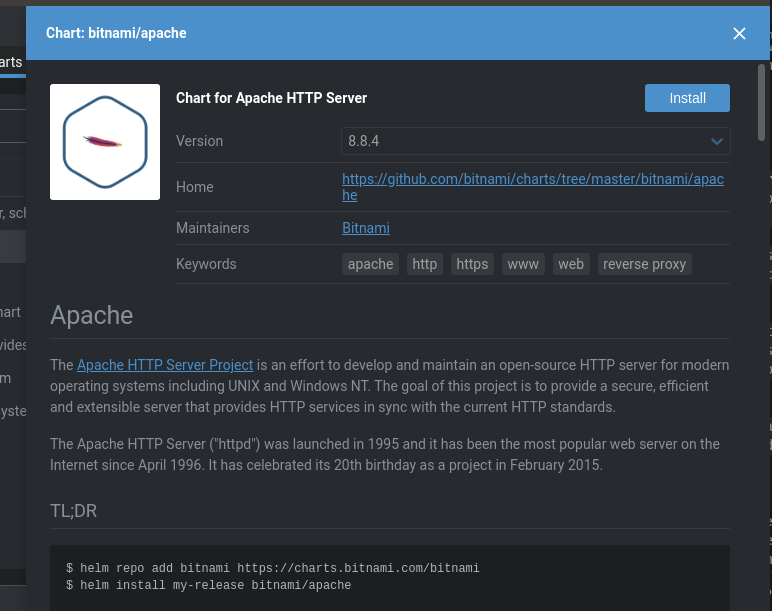 Chart: bitnami/apache
arts
Chart for Apache HTTP Server
Install
Version
8.8.4
Home
https://github.com/bitnami/charts/tree/master/bitnami/apac
he
Maintainers
Bitnami
Keywords
apache
http
https
www
web
reverse proxy
r, scl
Apache
nart
vides
m
yste
The Apache HTTP Server Project is an effort to develop and maintain an open-source HTTP server for modern
operating systems including UNIX and Windows NT. The goal of this project is to provide a secure, efficient
and extensible server that provides HTTP services in sync with the current HTTP standards.
The Apache HTTP Server ("httpd") was launched in 1995 and it has been the most popular web server on the
Internet since April 1996. It has celebrated its 20th birthday as a project in February 2015.
TL;DR
$ helm repo add bitnami https://charts.bitnami.com/bitnami
$ helm install my-release bitnami/apache